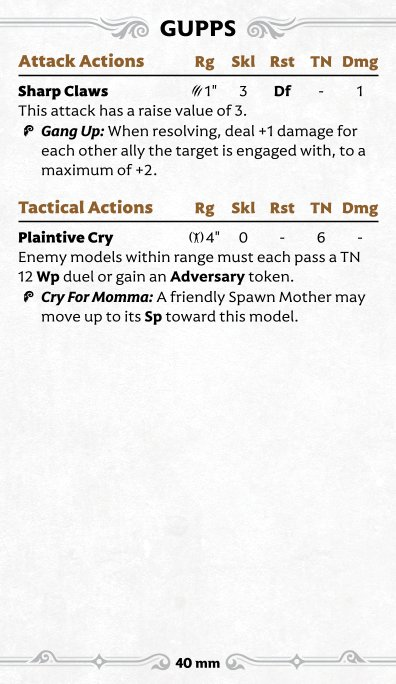 GUPPS
Attack Actions Rg Skl Rst TN Dmg
Sharp Claws 1" 3 Df - 1
This attack has a raise value of 3.
Gang Up: When resolving, deal +1 damage for
each other ally the target is engaged with, to a
maximum of +2.
Tactical Actions Rg Skl Rst TN Dmg
Plaintive Cry 4" 0 - 6 -
Enemy models within range must each pass a TN
12 Wp duel or gain an Adversary token.
Cry For Momma: A friendly Spawn Mother may
move up to its Sp toward this model.
40 mm